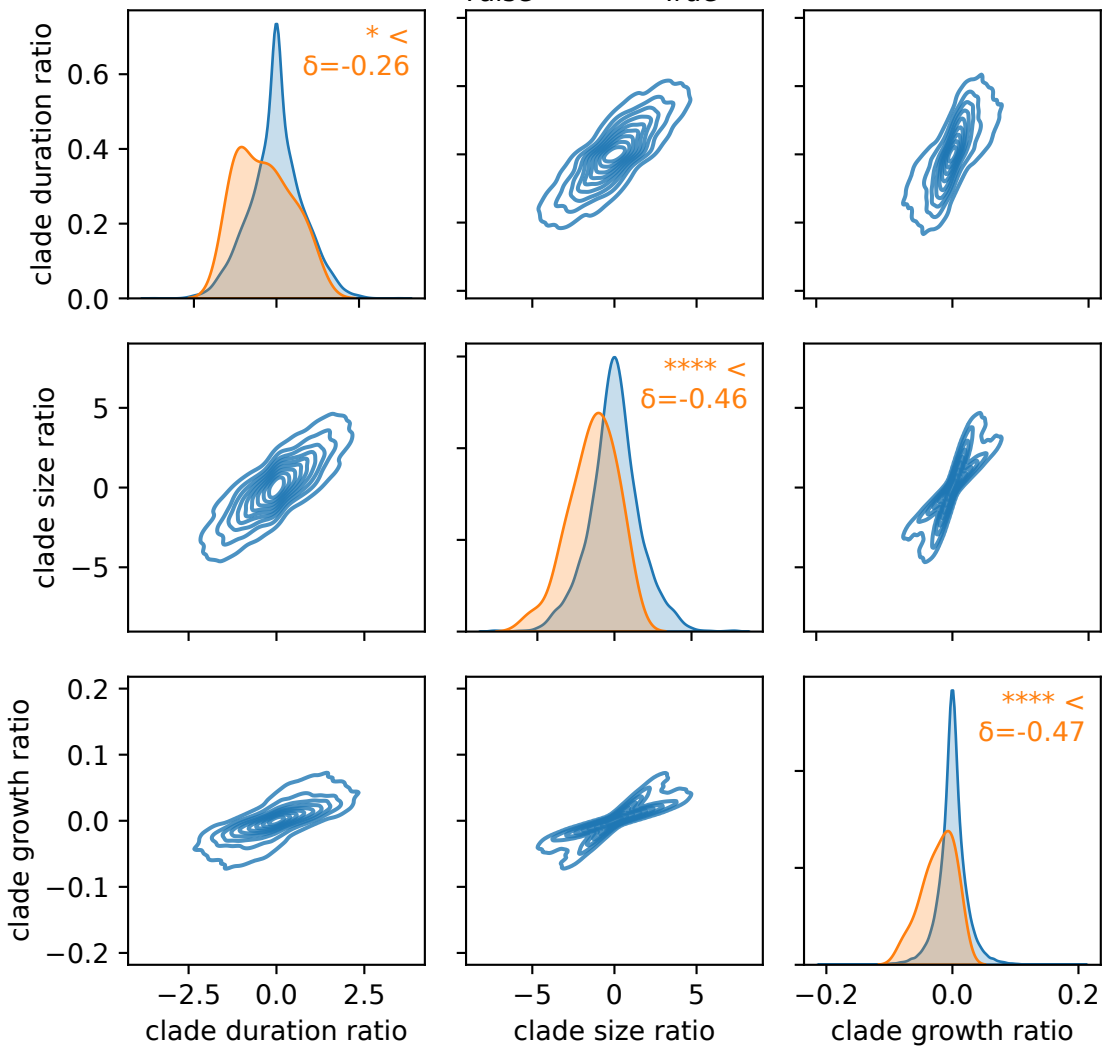 clade duration ratio
0.6
0.4
0.2
0.0
* <
δ=-0.26
clade size ratio
5
0
−5
**** <
δ=-0.46
clade growth ratio
0.2
0.1
0.0
−0.1
−0.2
**** <
δ=-0.47
−2.5 0.0 2.5
−5 0 5
−0.2 0.0 0.2
clade duration ratio
clade size ratio
clade growth ratio